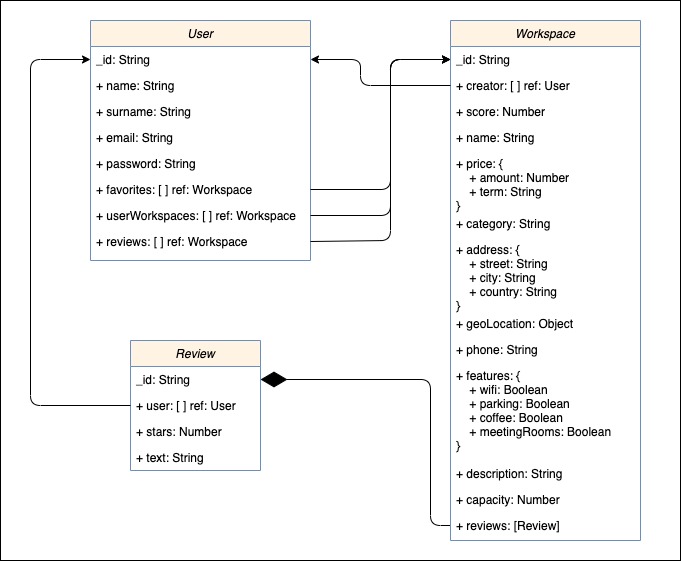 User
_id: String
+ name: String
+ surname: String
+ email: String
+ password: String
+ favorites: [ ] ref: Workspace
+ userWorkspaces: [ ] ref: Workspace
+ reviews: [ ] ref: Workspace
Workspace
_id: String
+ creator: [ ] ref: User
+ score: Number
+ name: String
+ price: {
+ amount: Number
+ term: String
}
+ category: String
+ address: {
+ street: String
+ city: String
+ country: String
}
+ geoLocation: Object
+ phone: String
+ features: {
+ wifi: Boolean
+ parking: Boolean
+ coffee: Boolean
+ meetingRooms: Boolean
}
+ description: String
+ capacity: Number
+ reviews: [Review]
Review
_id: String
+ user: [ ] ref: User
+ stars: Number
+ text: String